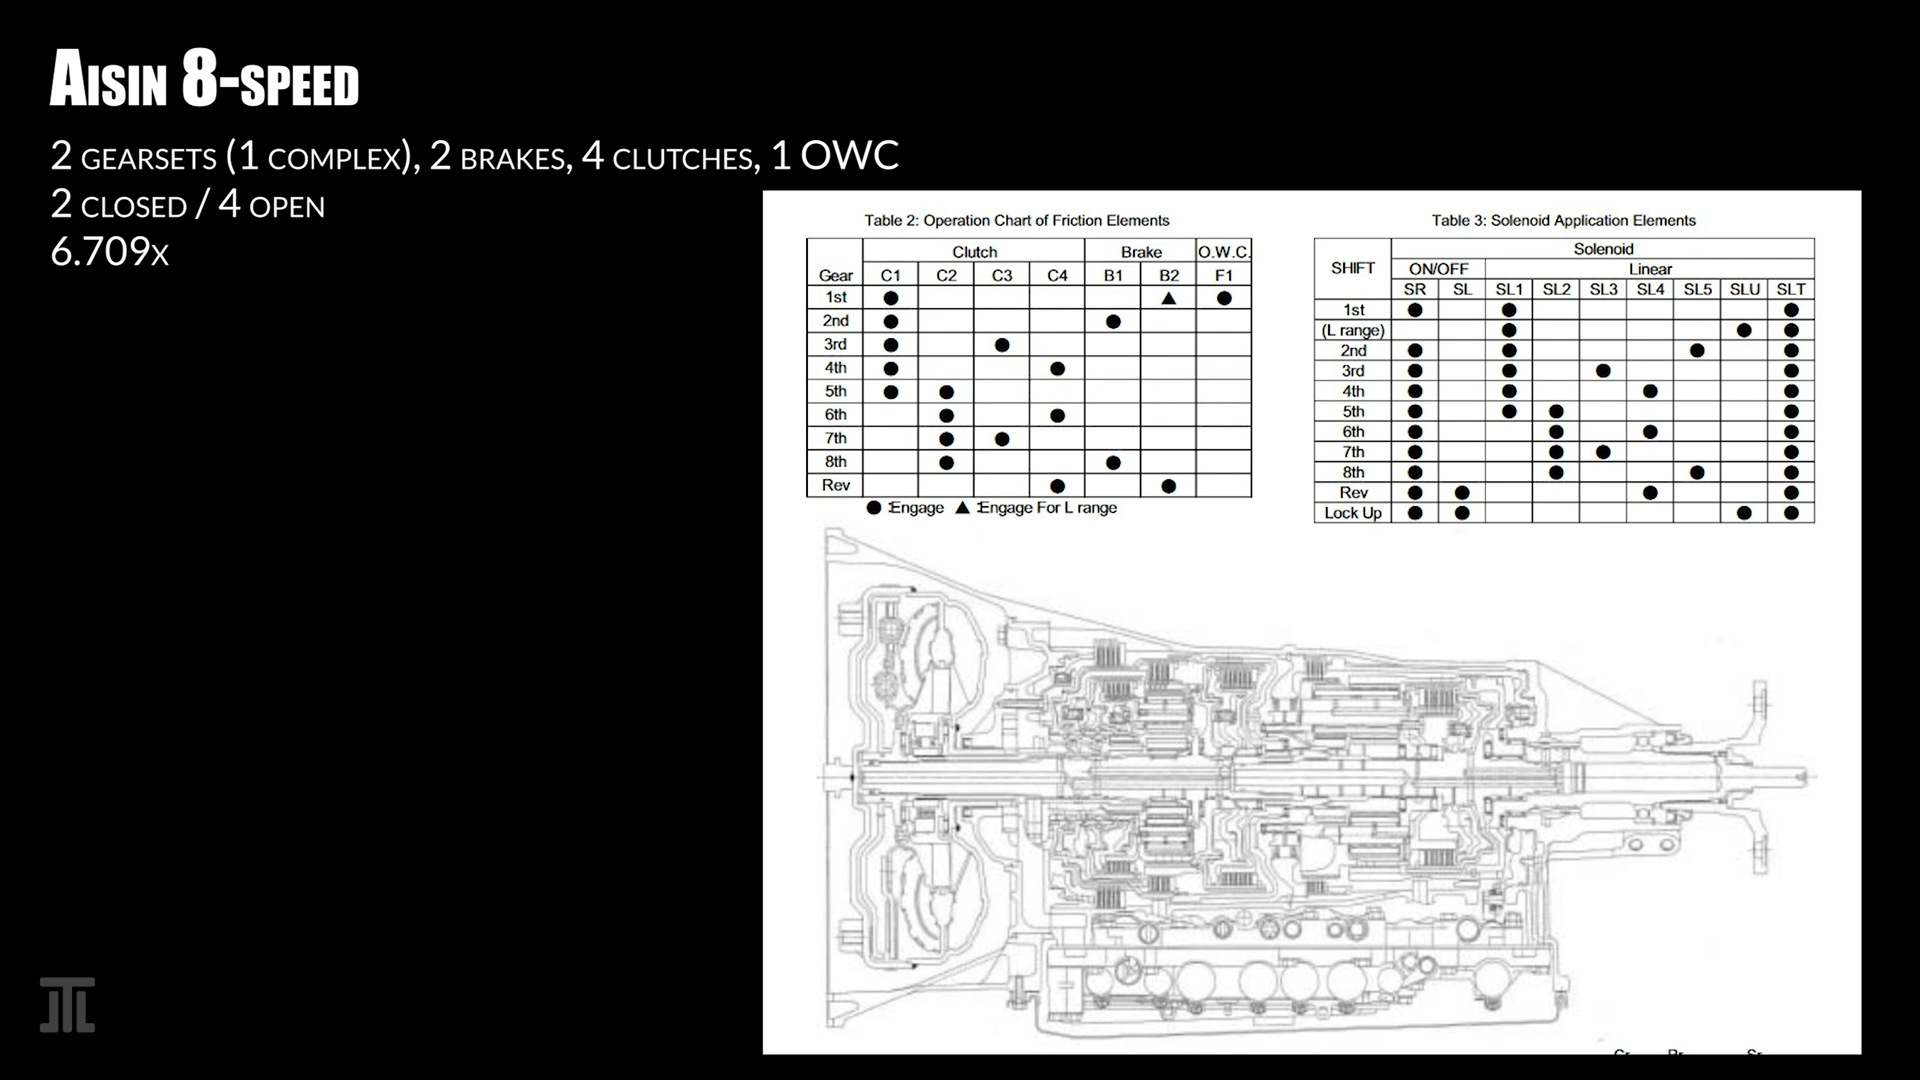 Aisin 8-speed
2 gearsets (1 complex), 2 brakes, 4 clutches, 1 OWC
2 closed / 4 open
6.709x
Table 2: Operation Chart of Friction Elements
Clutch Brake O.W.C.
Gear C1 C2 C3 C4 B1 B2 F1
1st ● ▲ ●
2nd ● ●
3rd ● ●
4th ● ●
5th ● ●
6th ● ●
7th ● ●
8th ● ●
Rev ● ●
● :Engage ▲ :Engage For L range
Table 3: Solenoid Application Elements
Solenoid
SHIFT ON/OFF Linear
SR SL SL1 SL2 SL3 SL4 SL5 SLU SLT
1st ● ● ●
(L range) ● ● ●
2nd ● ● ● ●
3rd ● ● ● ●
4th ● ● ● ●
5th ● ● ● ●
6th ● ● ● ●
7th ● ● ● ●
8th ● ● ● ●
Rev ● ● ● ●
Lock Up ● ● ● ●